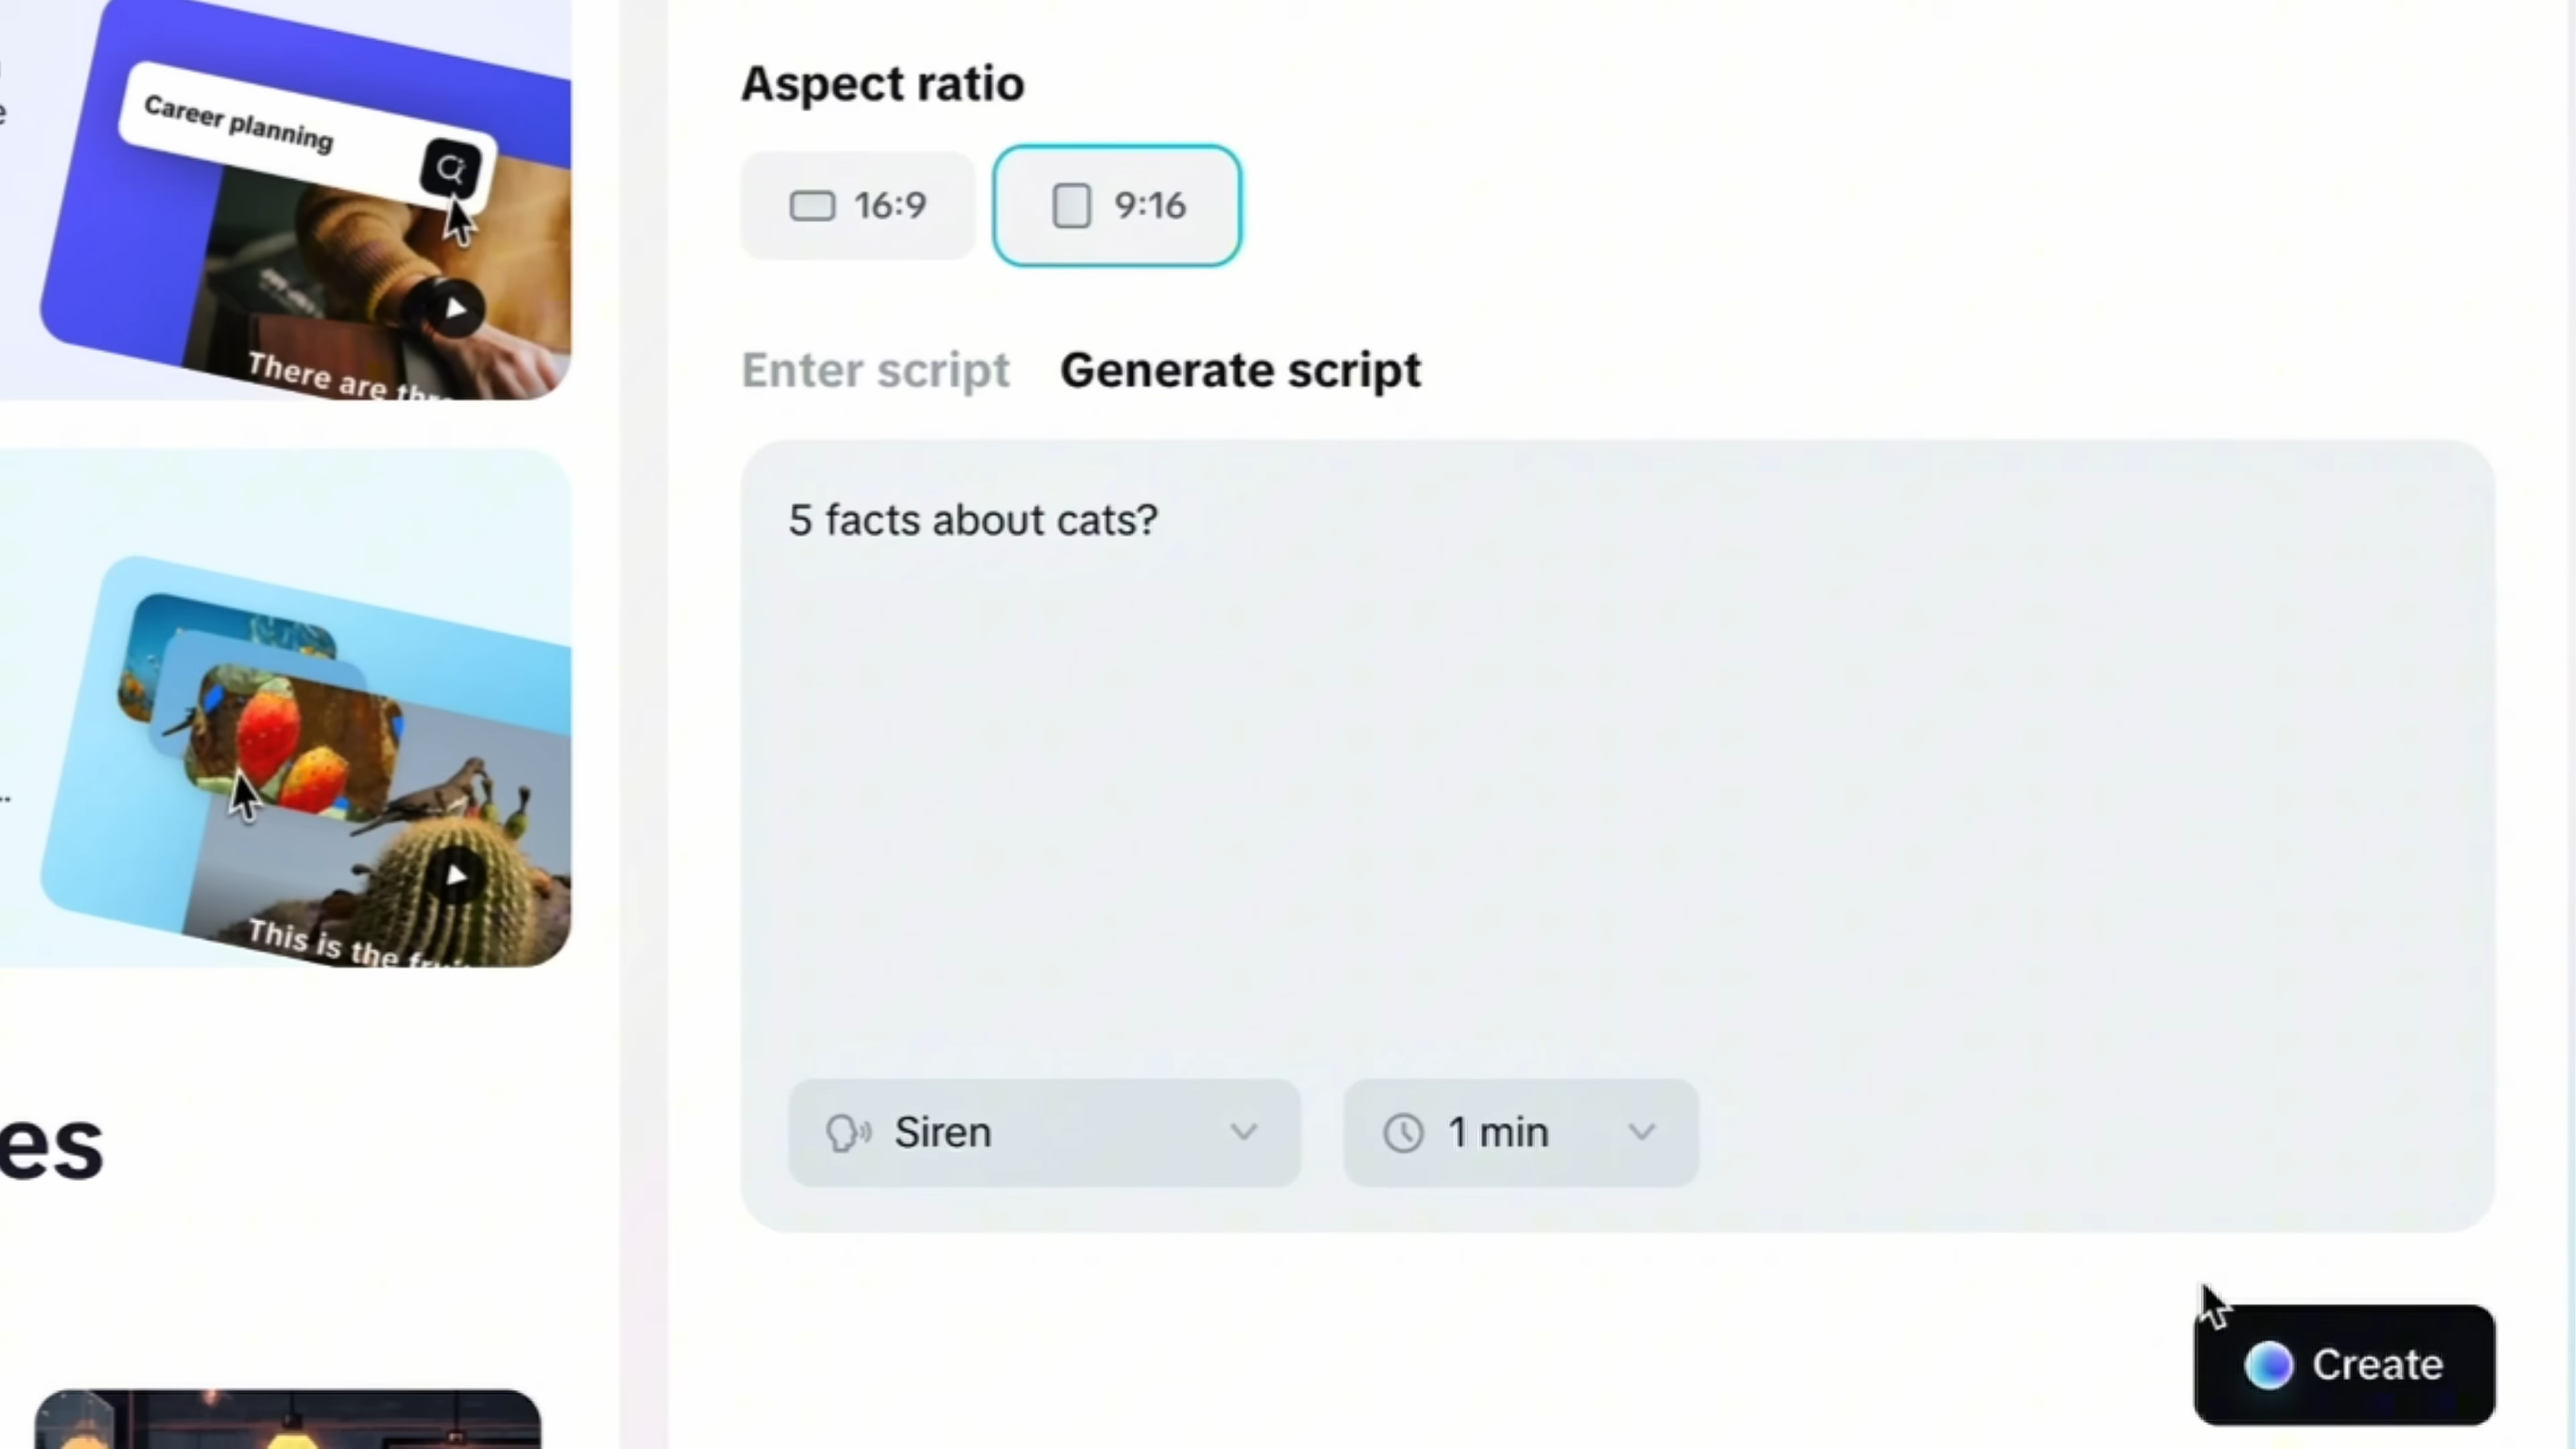 Career planning
There are
This is the
es
Aspect ratio
16:9
9:16
Enter script Generate script
5 facts about cats?
Siren
1 min
Create